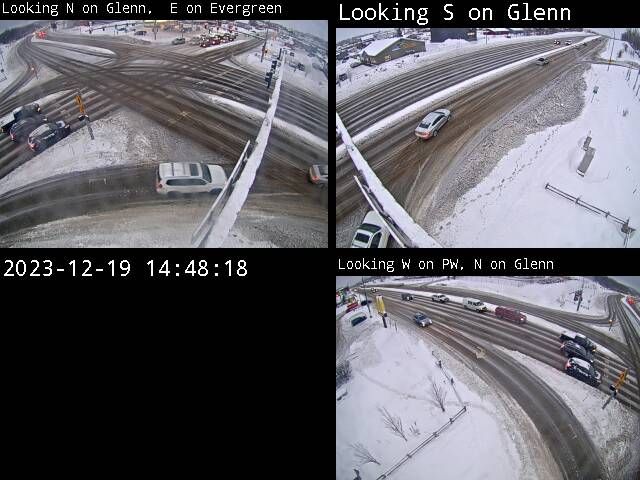 Looking N on Glenn,  E on Evergreen
Looking S on Glenn
2023-12-19 14:48:18
Looking W on PW, N on Glenn